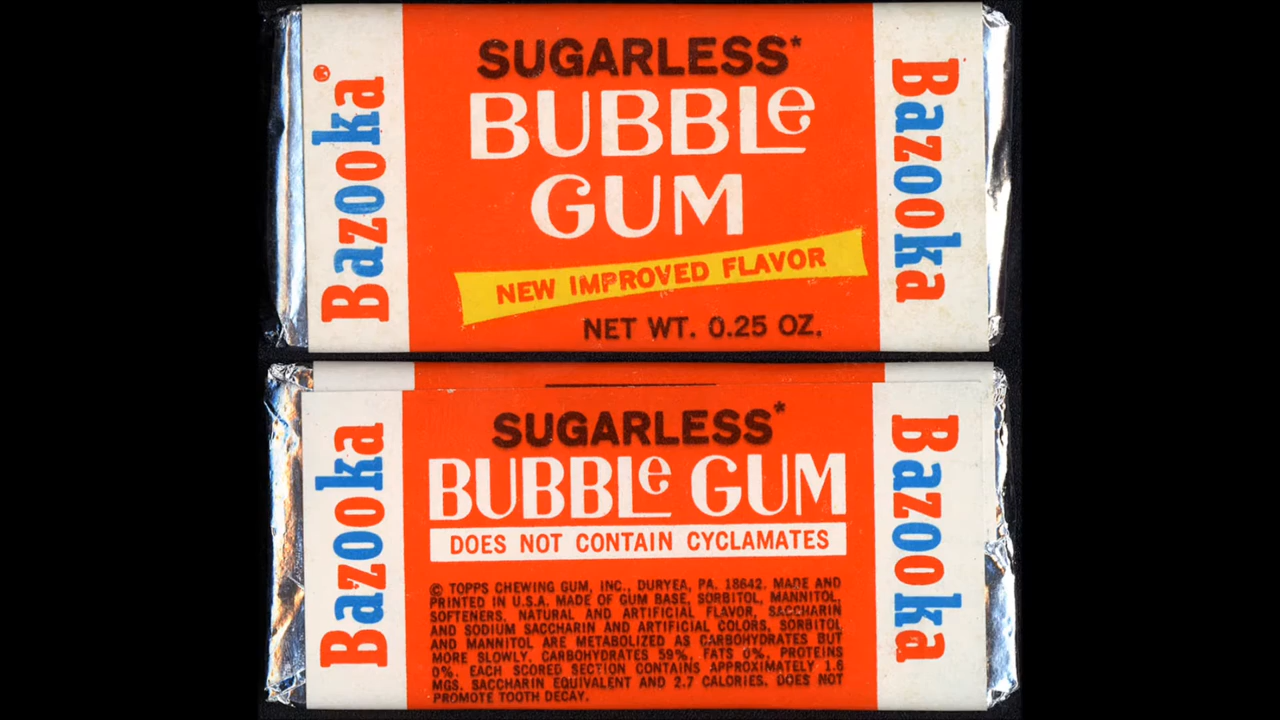 Bazooka
SUGARLESS*
BUBBLe
GUM
NEW IMPROVED FLAVOR
NET WT. 0.25 OZ.
Bazooka
Bazooka
SUGARLESS*
BUBBLe GUM
DOES NOT CONTAIN CYCLAMATES
© TOPPS CHEWING GUM, INC., DURYEA, PA. 18642. MADE AND
PRINTED IN U.S.A. MADE OF GUM BASE, SORBITOL, MANNITOL,
SOFTENERS, NATURAL AND ARTIFICIAL FLAVOR, SACCHARIN
AND SODIUM SACCHARIN AND ARTIFICIAL COLORS, SORBITOL
AND MANNITOL ARE METABOLIZED AS CARBOHYDRATES BUT
MORE SLOWLY. CARBOHYDRATES 59%, FATS 0%, PROTEINS
0%. EACH SCORED SECTION CONTAINS APPROXIMATELY 1.6
MGS. SACCHARIN EQUIVALENT AND 2.7 CALORIES. DOES NOT
PROMOTE TOOTH DECAY.
Bazooka